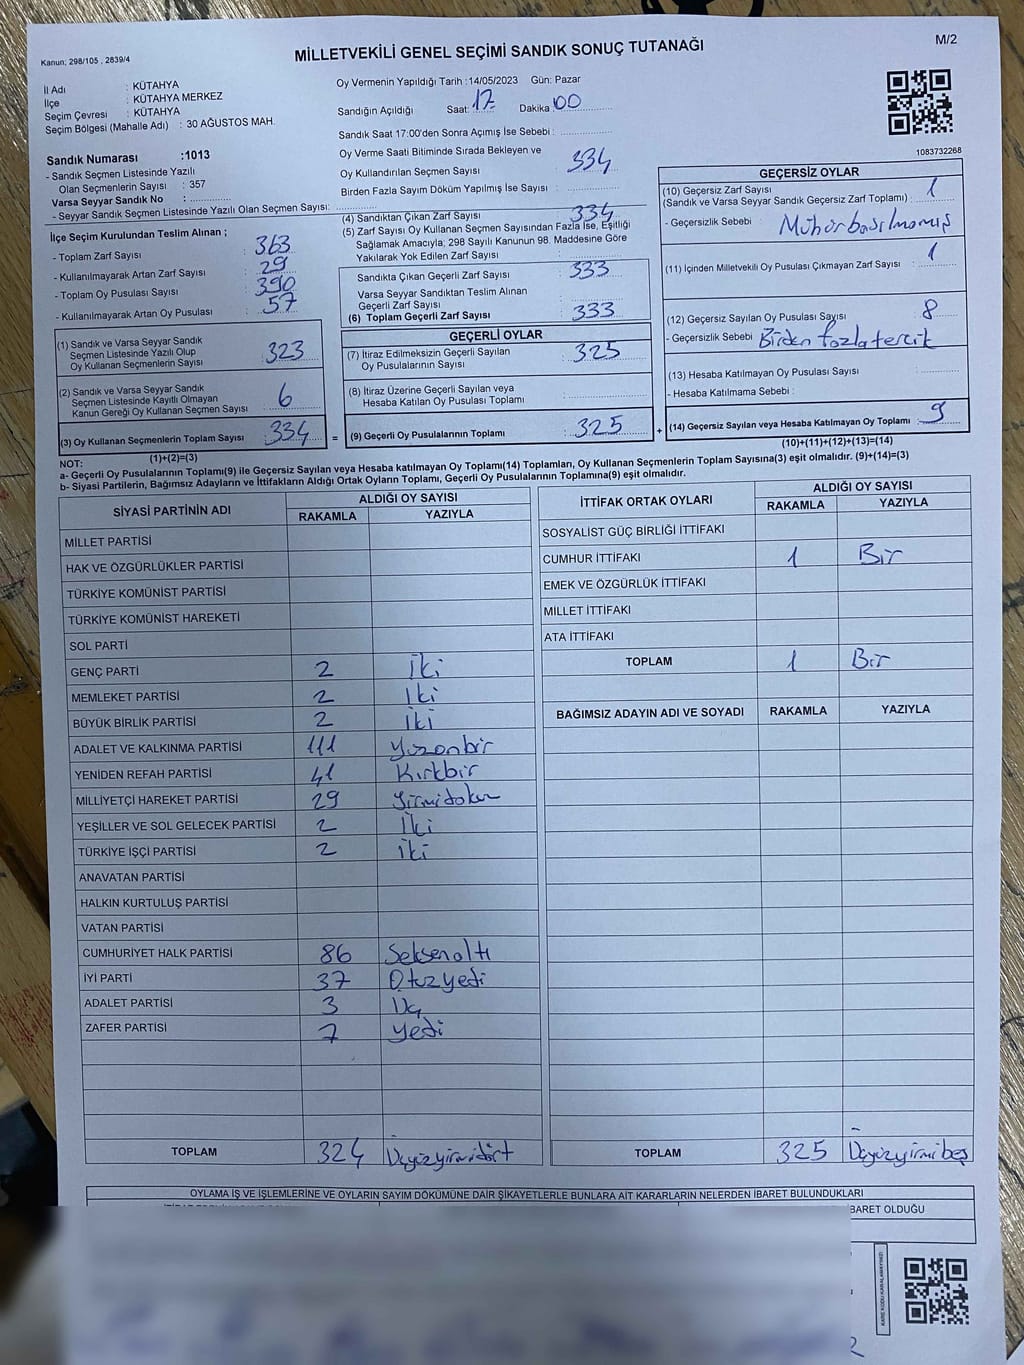 Kanun; 298/105 , 2839/4
MİLLETVEKİLİ GENEL SEÇİMİ SANDIK SONUÇ TUTANAĞI
M/2
İl Adı : KÜTAHYA
İlçe : KÜTAHYA MERKEZ
Seçim Çevresi : KÜTAHYA
Seçim Bölgesi (Mahalle Adı) : 30 AĞUSTOS MAH.
Sandık Numarası :1013
- Sandık Seçmen Listesinde Yazılı
Olan Seçmenlerin Sayısı : 357
Varsa Seyyar Sandık No :
- Seyyar Sandık Seçmen Listesinde Yazılı Olan Seçmen Sayısı:
Oy Vermenin Yapıldığı Tarih :14/05/2023 Gün: Pazar
Sandığın Açıldığı Saat: 17 Dakika 00
Sandık Saat 17:00'den Sonra Açımış İse Sebebi :
Oy Verme Saati Bitiminde Sırada Bekleyen ve
Oy Kullandırılan Seçmen Sayısı 334
Birden Fazla Sayım Döküm Yapılmış İse Sayısı :
1083732268
İlçe Seçim Kurulundan Teslim Alınan ;
- Toplam Zarf Sayısı : 363
- Kullanılmayarak Artan Zarf Sayısı : 29
- Toplam Oy Pusulası Sayısı : 390
- Kullanılmayarak Artan Oy Pusulası : 57
(1) Sandık ve Varsa Seyyar Sandık
Seçmen Listesinde Yazılı Olup
Oy Kullanan Seçmenlerin Sayısı : 323
(2) Sandık ve Varsa Seyyar Sandık
Seçmen Listesinde Kayıtlı Olmayan
Kanun Gereği Oy Kullanan Seçmen Sayısı : 6
(3) Oy Kullanan Seçmenlerin Toplam Sayısı : 334
(1)+(2)=(3)
(4) Sandıktan Çıkan Zarf Sayısı : 334
(5) Zarf Sayısı Oy Kullanan Seçmen Sayısından Fazla İse, Eşitliği
Sağlamak Amacıyla; 298 Sayılı Kanunun 98. Maddesine Göre
Yakılarak Yok Edilen Zarf Sayısı :
Sandıkta Çıkan Geçerli Zarf Sayısı : 333
Varsa Seyyar Sandıktan Teslim Alınan
Geçerli Zarf Sayısı :
(6) Toplam Geçerli Zarf Sayısı : 333
GEÇERLİ OYLAR
(7) İtiraz Edilmeksizin Geçerli Sayılan
Oy Pusulalarının Sayısı : 325
(8) İtiraz Üzerine Geçerli Sayılan veya
Hesaba Katılan Oy Pusulası Toplamı :
= (9) Geçerli Oy Pusulalarının Toplamı : 325 +
GEÇERSİZ OYLAR
(10) Geçersiz Zarf Sayısı : 1
(Sandık ve Varsa Seyyar Sandık Geçersiz Zarf Toplamı)
- Geçersizlik Sebebi : Mühür basılmamış
(11) İçinden Milletvekili Oy Pusulası Çıkmayan Zarf Sayısı : 1
(12) Geçersiz Sayılan Oy Pusulası Sayısı : 8
- Geçersizlik Sebebi Birden fazla tercik
(13) Hesaba Katılmayan Oy Pusulası Sayısı :
- Hesaba Katılmama Sebebi :
(14) Geçersiz Sayılan veya Hesaba Katılmayan Oy Toplamı : 9
(10)+(11)+(12)+(13)=(14)
NOT:
a- Geçerli Oy Pusulalarının Toplamı(9) ile Geçersiz Sayılan veya Hesaba katılmayan Oy Toplamı(14) Toplamları, Oy Kullanan Seçmenlerin Toplam Sayısına(3) eşit olmalıdır. (9)+(14)=(3)
b- Siyasi Partilerin, Bağımsız Adayların ve İttifakların Aldığı Ortak Oyların Toplamı, Geçerli Oy Pusulalarının Toplamına(9) eşit olmalıdır.
SİYASİ PARTİNİN ADI ALDIĞI OY SAYISI
RAKAMLA YAZIYLA
MİLLET PARTİSİ
HAK VE ÖZGÜRLÜKLER PARTİSİ
TÜRKİYE KOMÜNİST PARTİSİ
TÜRKİYE KOMÜNİST HAREKETİ
SOL PARTİ
GENÇ PARTİ 2 İki
MEMLEKET PARTİSİ 2 İki
BÜYÜK BİRLİK PARTİSİ 2 İki
ADALET VE KALKINMA PARTİSİ 111 Yüzonbir
YENİDEN REFAH PARTİSİ 41 Kırkbir
MİLLİYETÇİ HAREKET PARTİSİ 29 Yirmidokuz
YEŞİLLER VE SOL GELECEK PARTİSİ 2 İki
TÜRKİYE İŞÇİ PARTİSİ 2 iki
ANAVATAN PARTİSİ
HALKIN KURTULUŞ PARTİSİ
VATAN PARTİSİ
CUMHURİYET HALK PARTİSİ 86 Seksenaltı
İYİ PARTİ 37 Otuzyedi
ADALET PARTİSİ 3 Üç
ZAFER PARTİSİ 7 yedi
TOPLAM 324 Üçyüzyirmidört
İTTİFAK ORTAK OYLARI ALDIĞI OY SAYISI
RAKAMLA YAZIYLA
SOSYALİST GÜÇ BİRLİĞİ İTTİFAKI
CUMHUR İTTİFAKI 1 Bir
EMEK VE ÖZGÜRLÜK İTTİFAKI
MİLLET İTTİFAKI
ATA İTTİFAKI
TOPLAM 1 Bir
BAĞIMSIZ ADAYIN ADI VE SOYADI RAKAMLA YAZIYLA
TOPLAM 325 Üçyüzyirmibeş
OYLAMA İŞ VE İŞLEMLERİNE VE OYLARIN SAYIM DÖKÜMÜNE DAİR ŞİKAYETLERLE BUNLARA AİT KARARLARIN NELERDEN İBARET BULUNDUKLARI
BARET OLDUĞU
KARE KODU KARALAMAYINIZ!